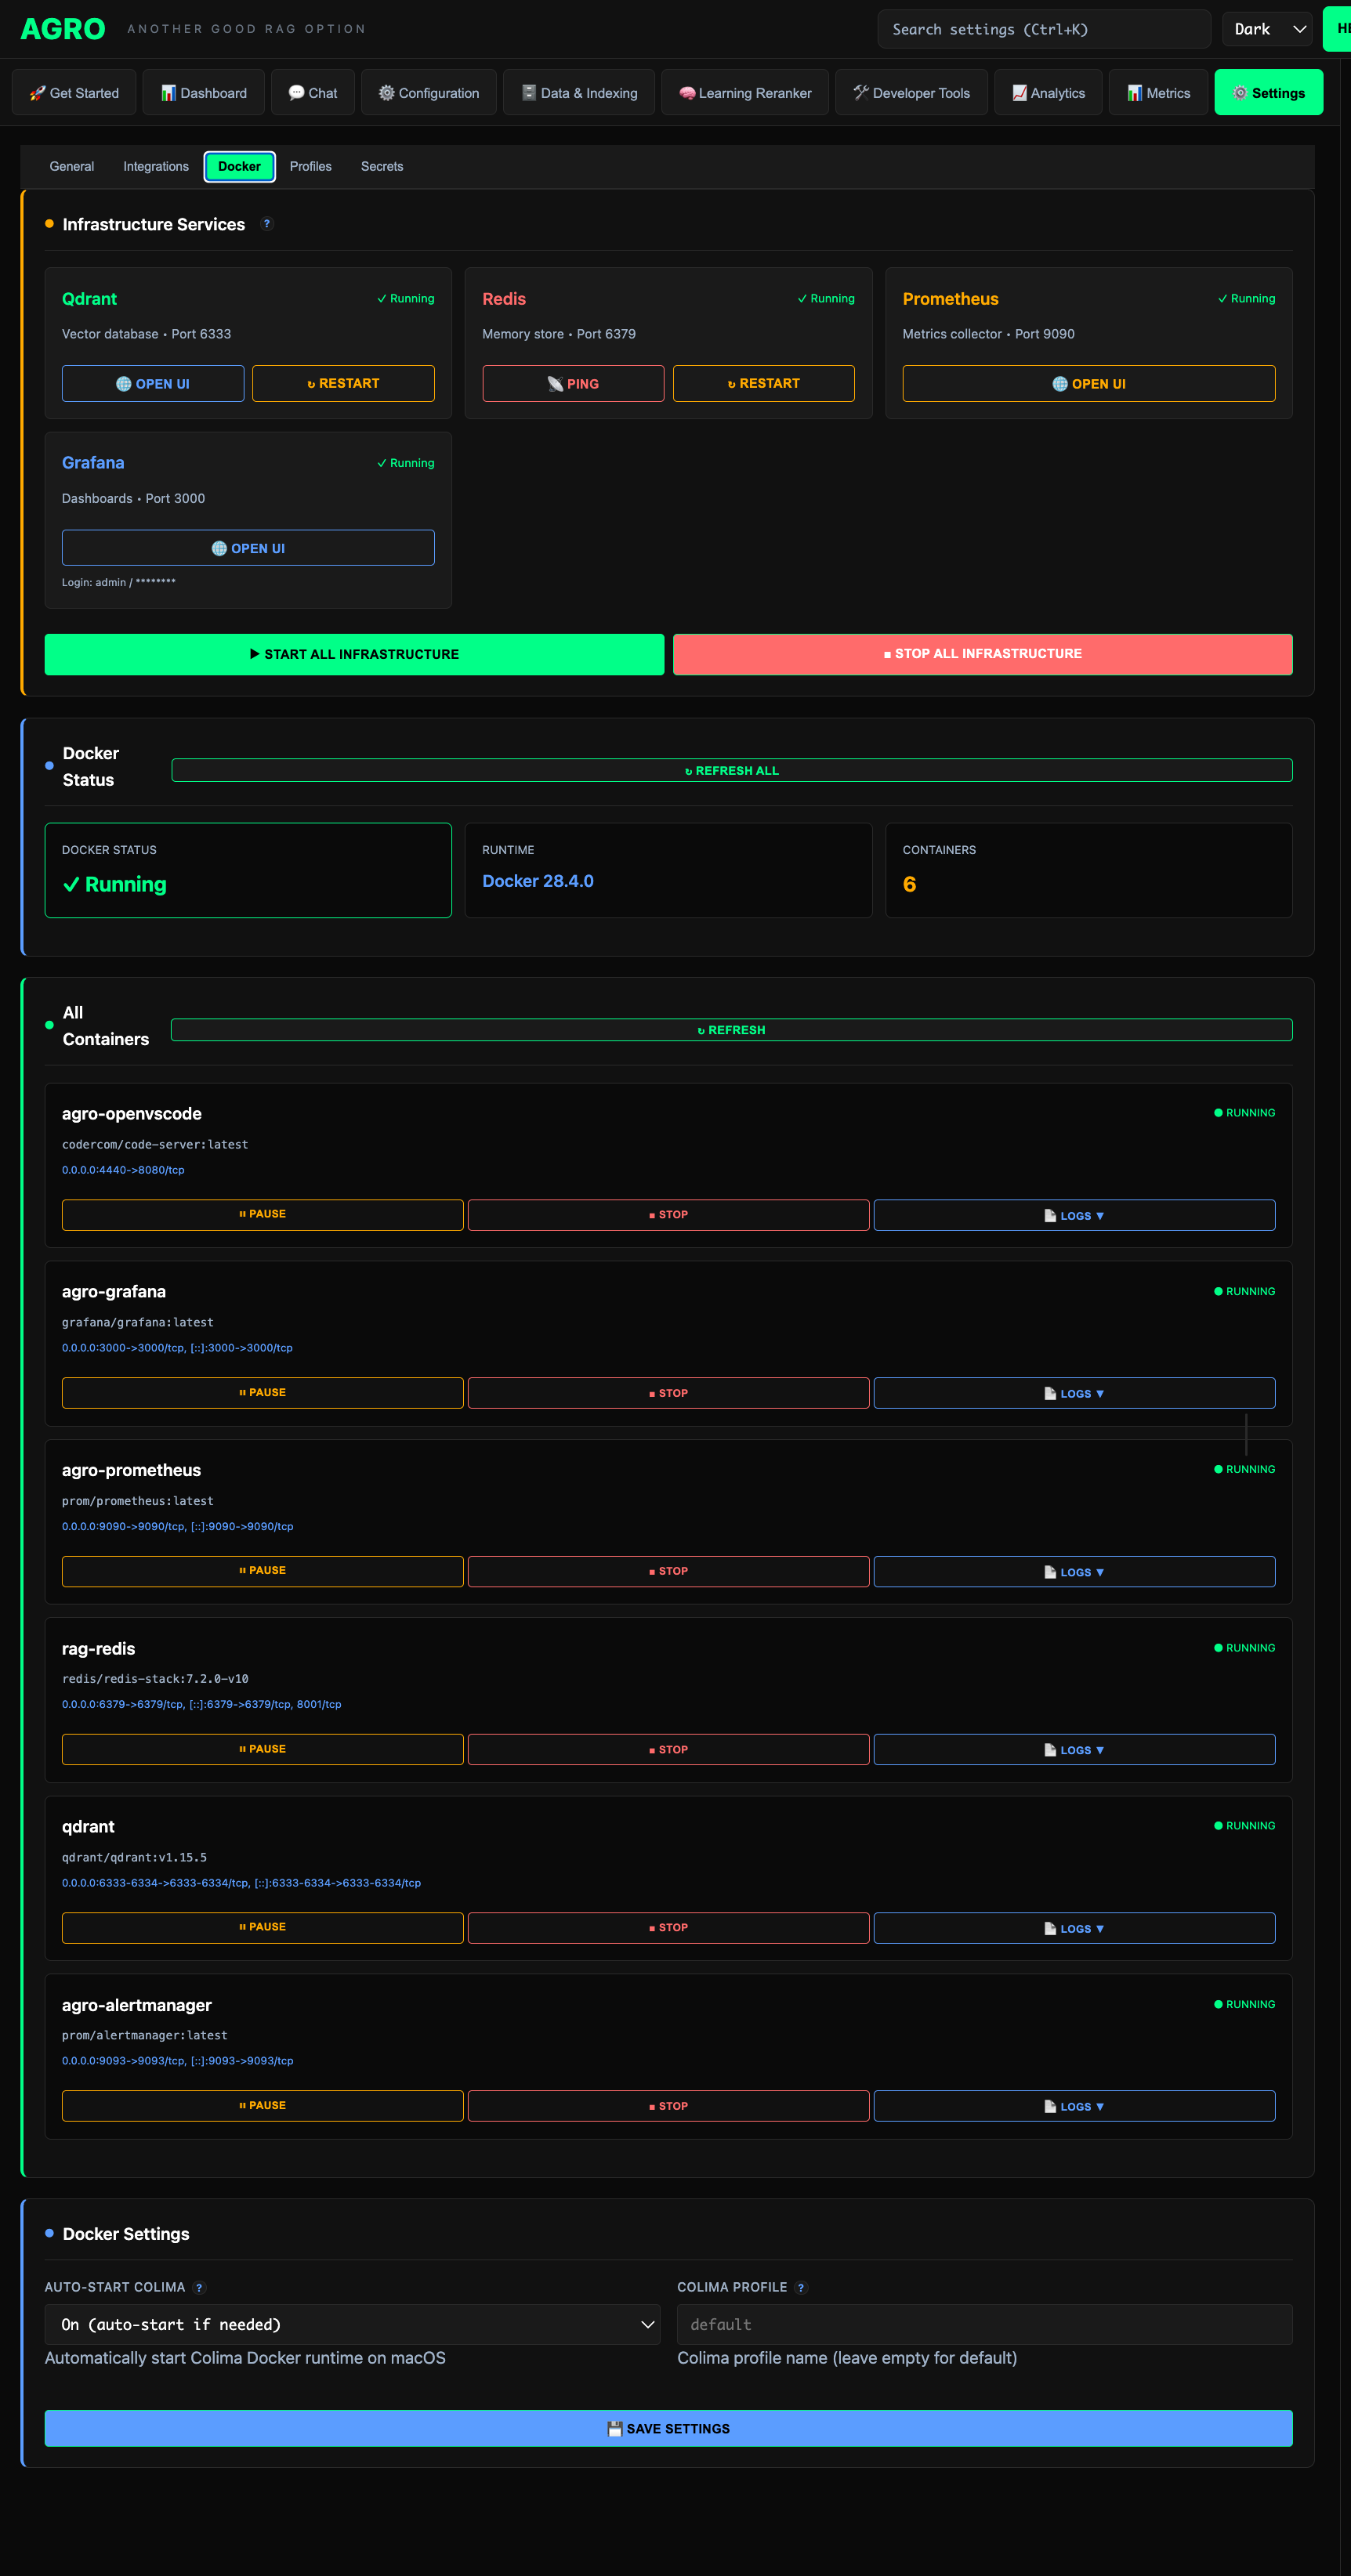 AGRO
ANOTHER GOOD RAG OPTION
Search settings (Ctrl+K)
Dark
🚀 Get Started
📊 Dashboard
💬 Chat
⚙️ Configuration
🗄️ Data & Indexing
🧠 Learning Reranker
🛠️ Developer Tools
📈 Analytics
📊 Metrics
⚙️ Settings
General
Integrations
Docker
Profiles
Secrets
Infrastructure Services ?
Qdrant
✓ Running
Vector database • Port 6333
🌐 OPEN UI
↻ RESTART
Redis
✓ Running
Memory store • Port 6379
📡 PING
↻ RESTART
Prometheus
✓ Running
Metrics collector • Port 9090
🌐 OPEN UI
Grafana
✓ Running
Dashboards • Port 3000
🌐 OPEN UI
Login: admin / ********
▶ START ALL INFRASTRUCTURE
■ STOP ALL INFRASTRUCTURE
Docker
Status
↻ REFRESH ALL
DOCKER STATUS
✓ Running
RUNTIME
Docker 28.4.0
CONTAINERS
6
All
Containers
↻ REFRESH
agro-openvscode
● RUNNING
codercom/code-server:latest
0.0.0.0:4440->8080/tcp
⏸ PAUSE
■ STOP
📄 LOGS ▼
agro-grafana
● RUNNING
grafana/grafana:latest
0.0.0.0:3000->3000/tcp, [::]:3000->3000/tcp
⏸ PAUSE
■ STOP
📄 LOGS ▼
agro-prometheus
● RUNNING
prom/prometheus:latest
0.0.0.0:9090->9090/tcp, [::]:9090->9090/tcp
⏸ PAUSE
■ STOP
📄 LOGS ▼
rag-redis
● RUNNING
redis/redis-stack:7.2.0-v10
0.0.0.0:6379->6379/tcp, [::]:6379->6379/tcp, 8001/tcp
⏸ PAUSE
■ STOP
📄 LOGS ▼
qdrant
● RUNNING
qdrant/qdrant:v1.15.5
0.0.0.0:6333-6334->6333-6334/tcp, [::]:6333-6334->6333-6334/tcp
⏸ PAUSE
■ STOP
📄 LOGS ▼
agro-alertmanager
● RUNNING
prom/alertmanager:latest
0.0.0.0:9093->9093/tcp, [::]:9093->9093/tcp
⏸ PAUSE
■ STOP
📄 LOGS ▼
Docker Settings
AUTO-START COLIMA ?
On (auto-start if needed)
Automatically start Colima Docker runtime on macOS
COLIMA PROFILE ?
default
Colima profile name (leave empty for default)
💾 SAVE SETTINGS